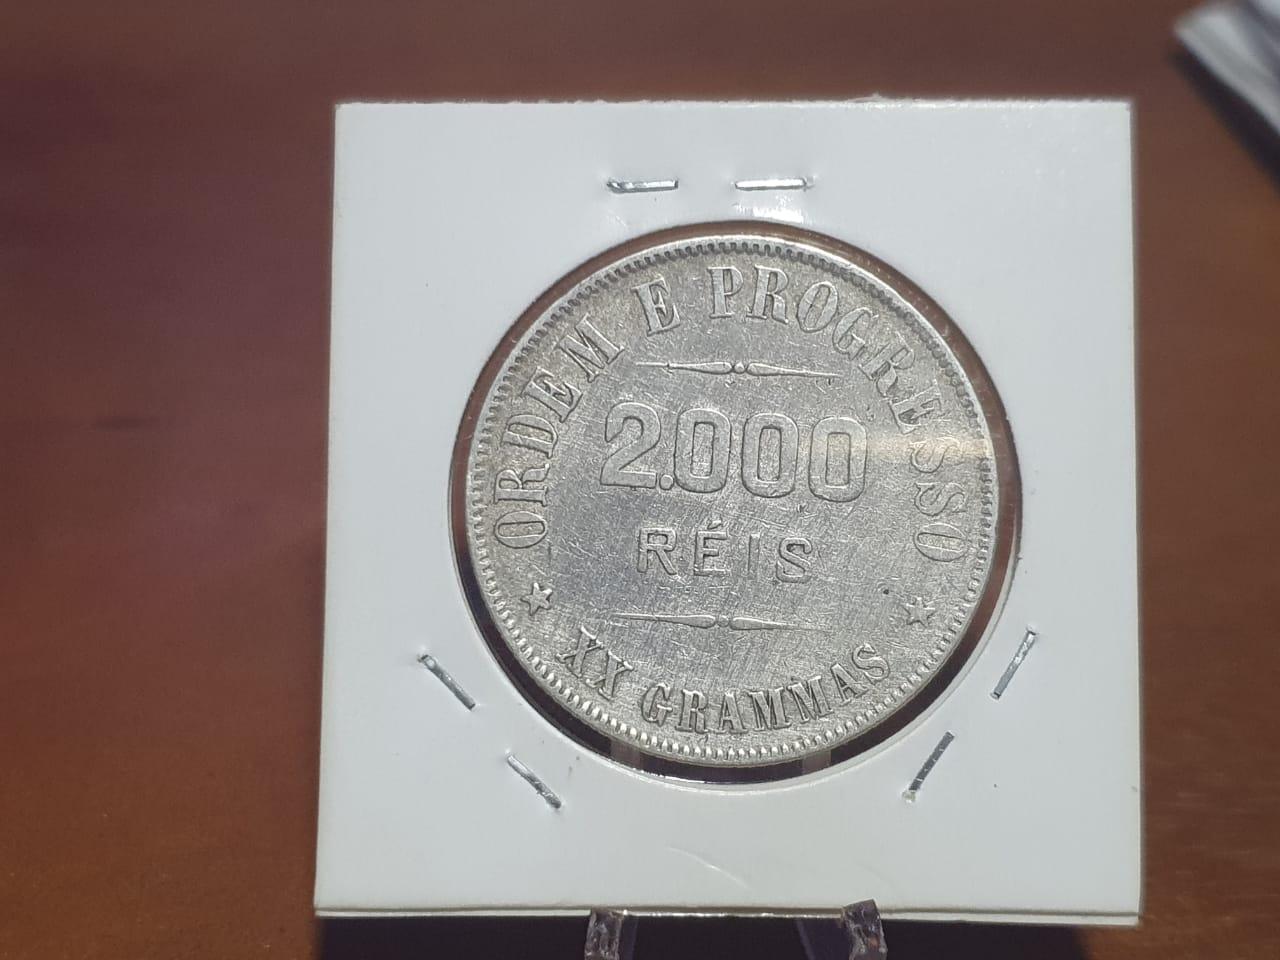 ORDEM E PROGRESSO
2.000
RÉIS
XX GRAMMAS